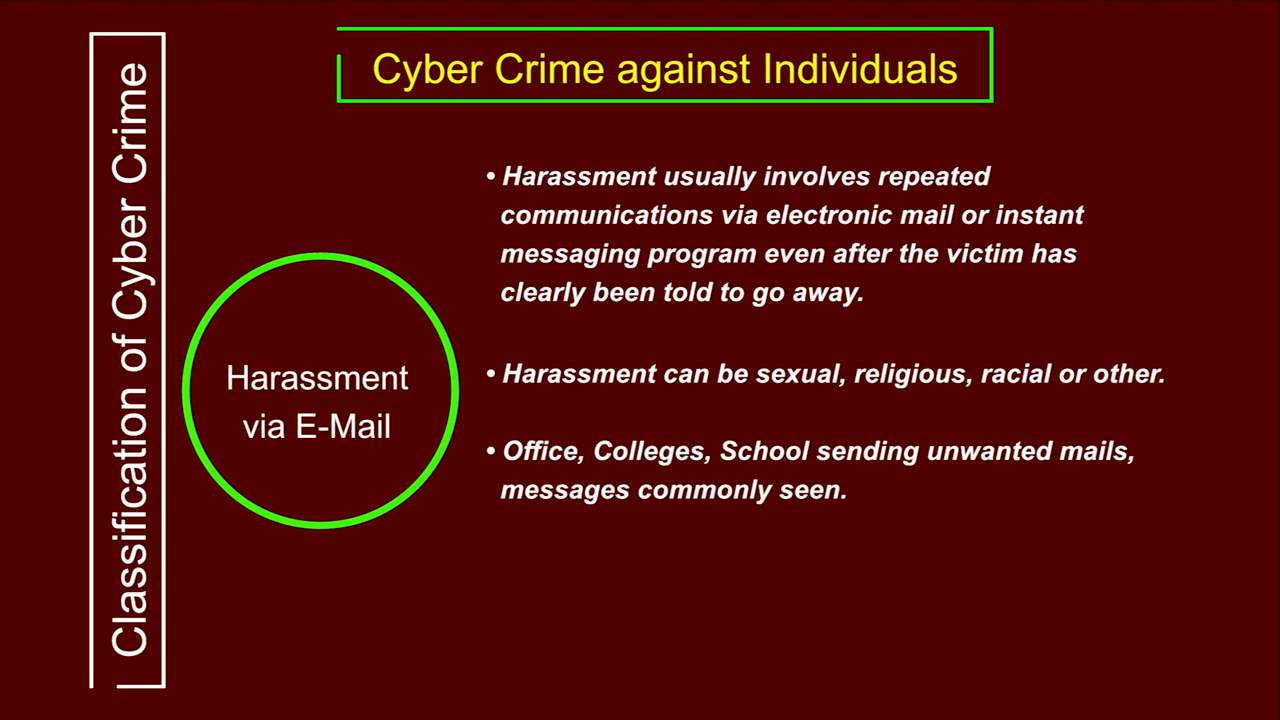 Classification of Cyber Crime
Cyber Crime against Individuals
Harassment
via E-Mail
• Harassment usually involves repeated
communications via electronic mail or instant
messaging program even after the victim has
clearly been told to go away.
• Harassment can be sexual, religious, racial or other.
• Office, Colleges, School sending unwanted mails,
messages commonly seen.